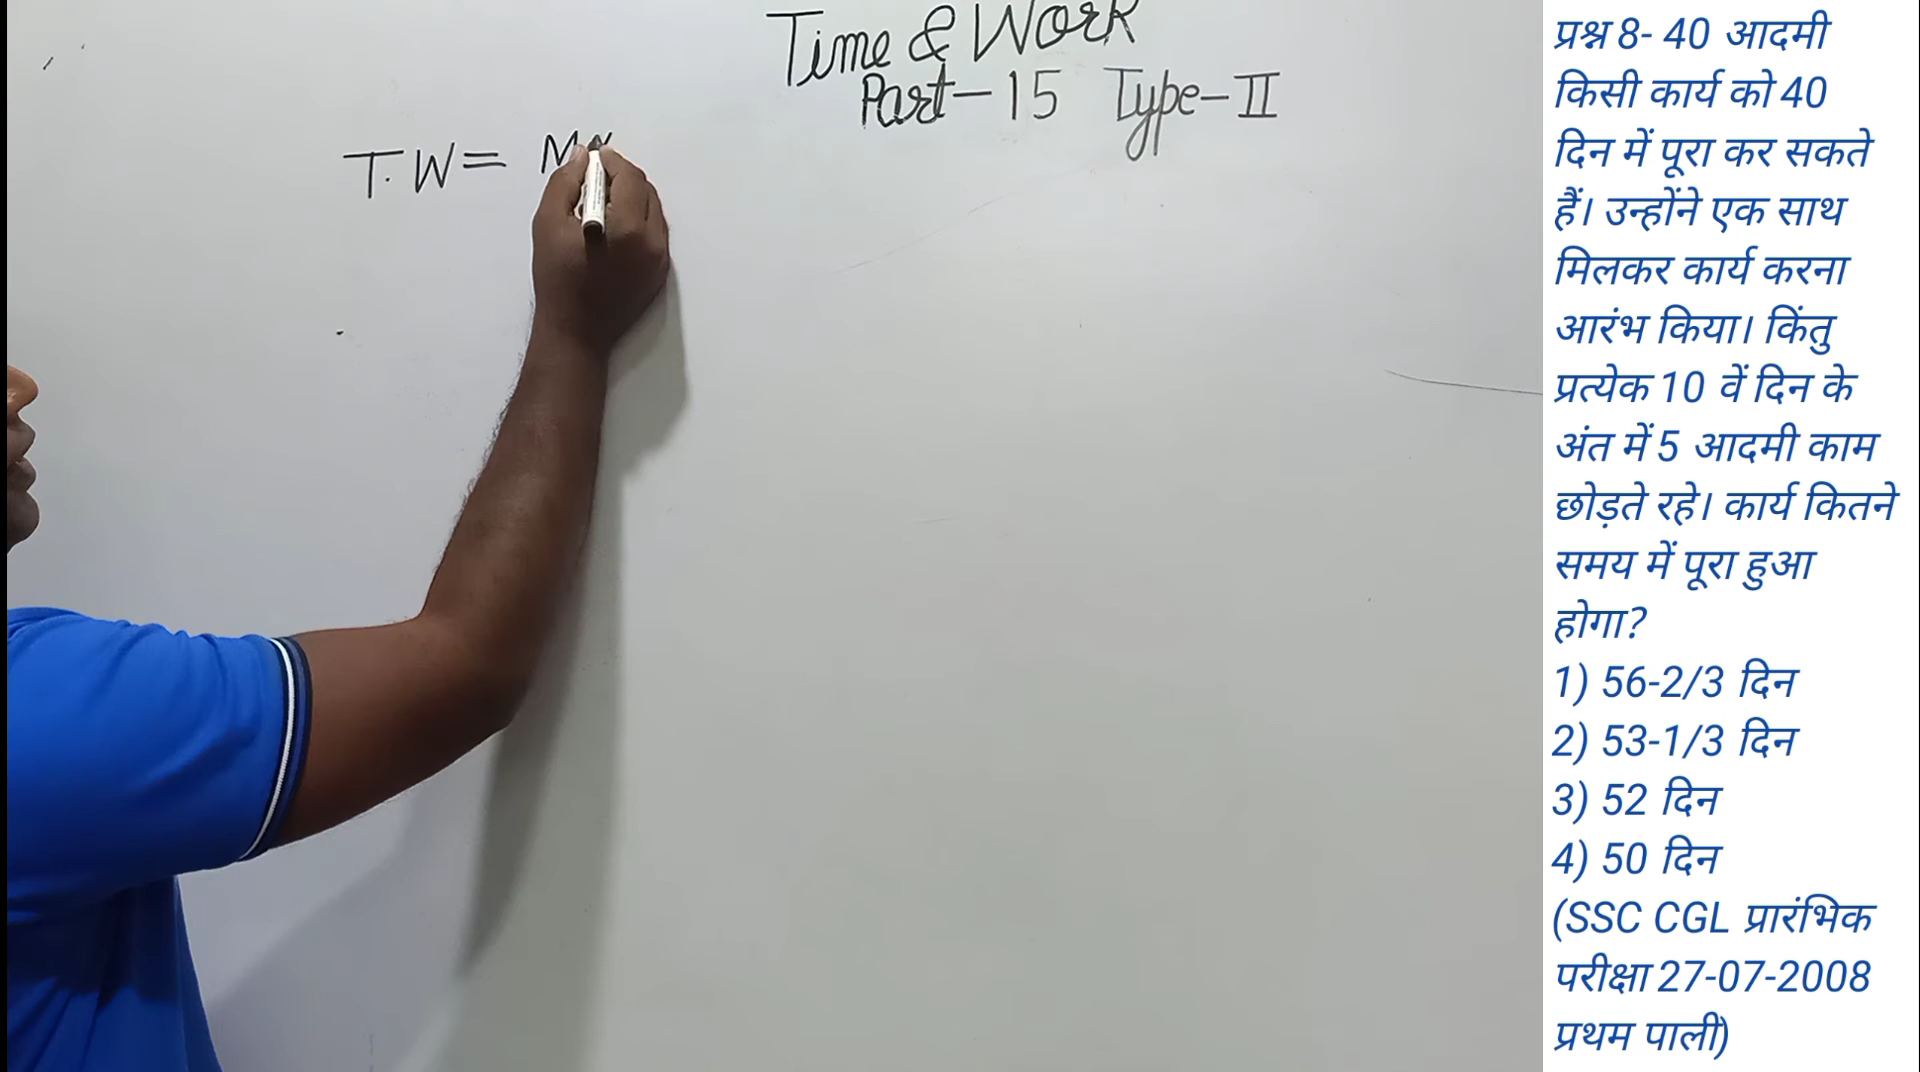 Time & Work
Part-15 Type-II
T.W= M
प्रश्न 8- 40 आदमी
किसी कार्य को 40
दिन में पूरा कर सकते
हैं। उन्होंने एक साथ
मिलकर कार्य करना
आरंभ किया। किंतु
प्रत्येक 10 वें दिन के
अंत में 5 आदमी काम
छोड़ते रहे। कार्य कितने
समय में पूरा हुआ
होगा?
1) 56-2/3 दिन
2) 53-1/3 दिन
3) 52 दिन
4) 50 दिन
(SSC CGL प्रारंभिक
परीक्षा 27-07-2008
प्रथम पाली)